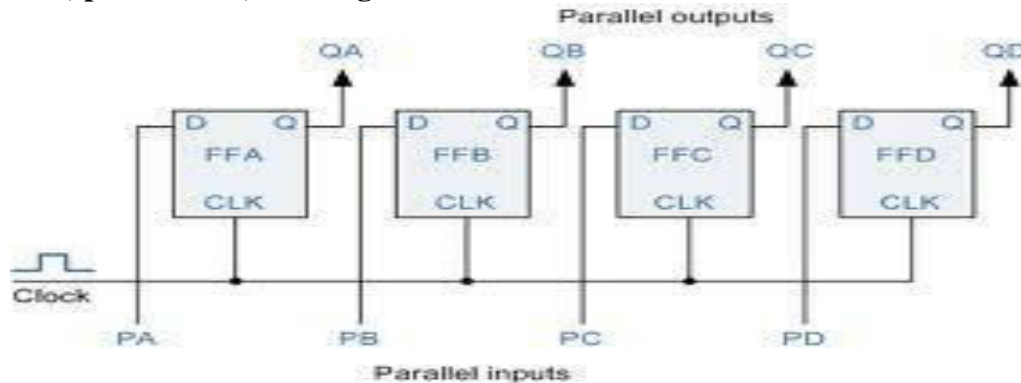 Parallel outputs
QA QB QC QD
D Q D Q D Q D Q
FFA FFB FFC FFD
CLK CLK CLK CLK
Clock
PA PB PC PD
Parallel inputs